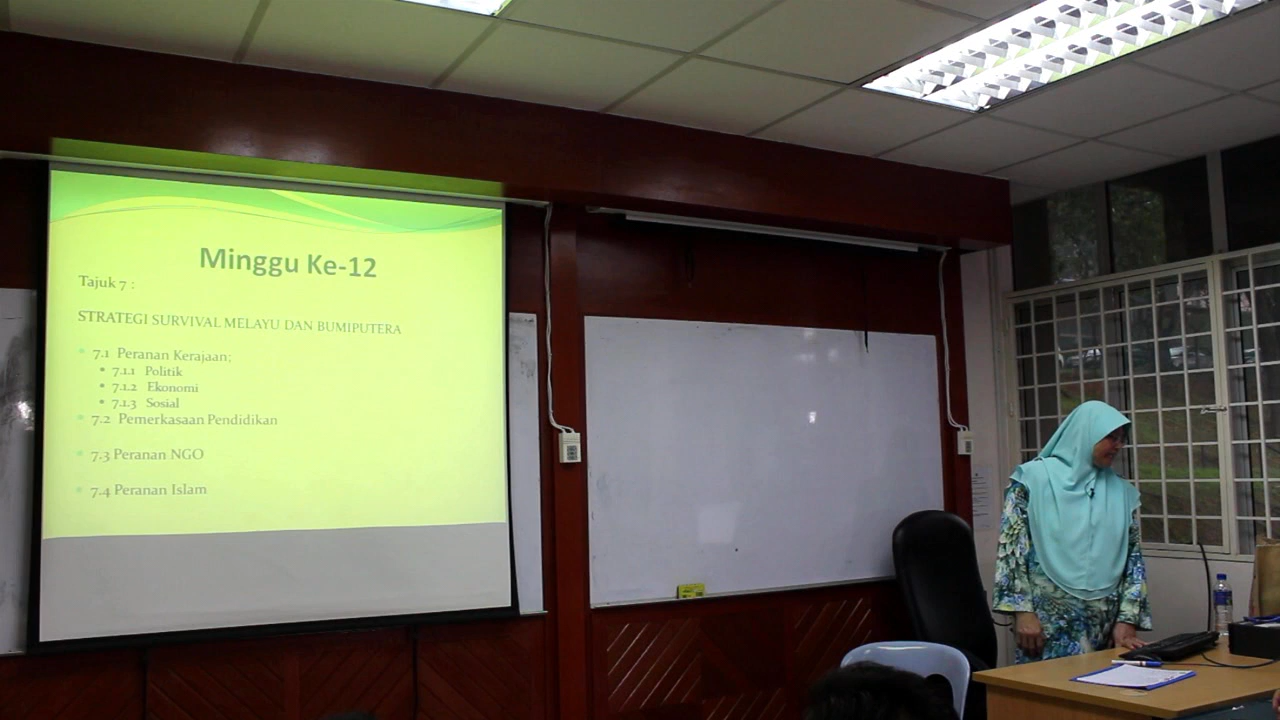 Minggu Ke-12
Tajuk 7 :
STRATEGI SURVIVAL MELAYU DAN BUMIPUTERA
7.1 Peranan Kerajaan;
7.1.1 Politik
7.1.2 Ekonomi
7.1.3 Sosial
7.2 Pemerkasaan Pendidikan
7.3 Peranan NGO
7.4 Peranan Islam